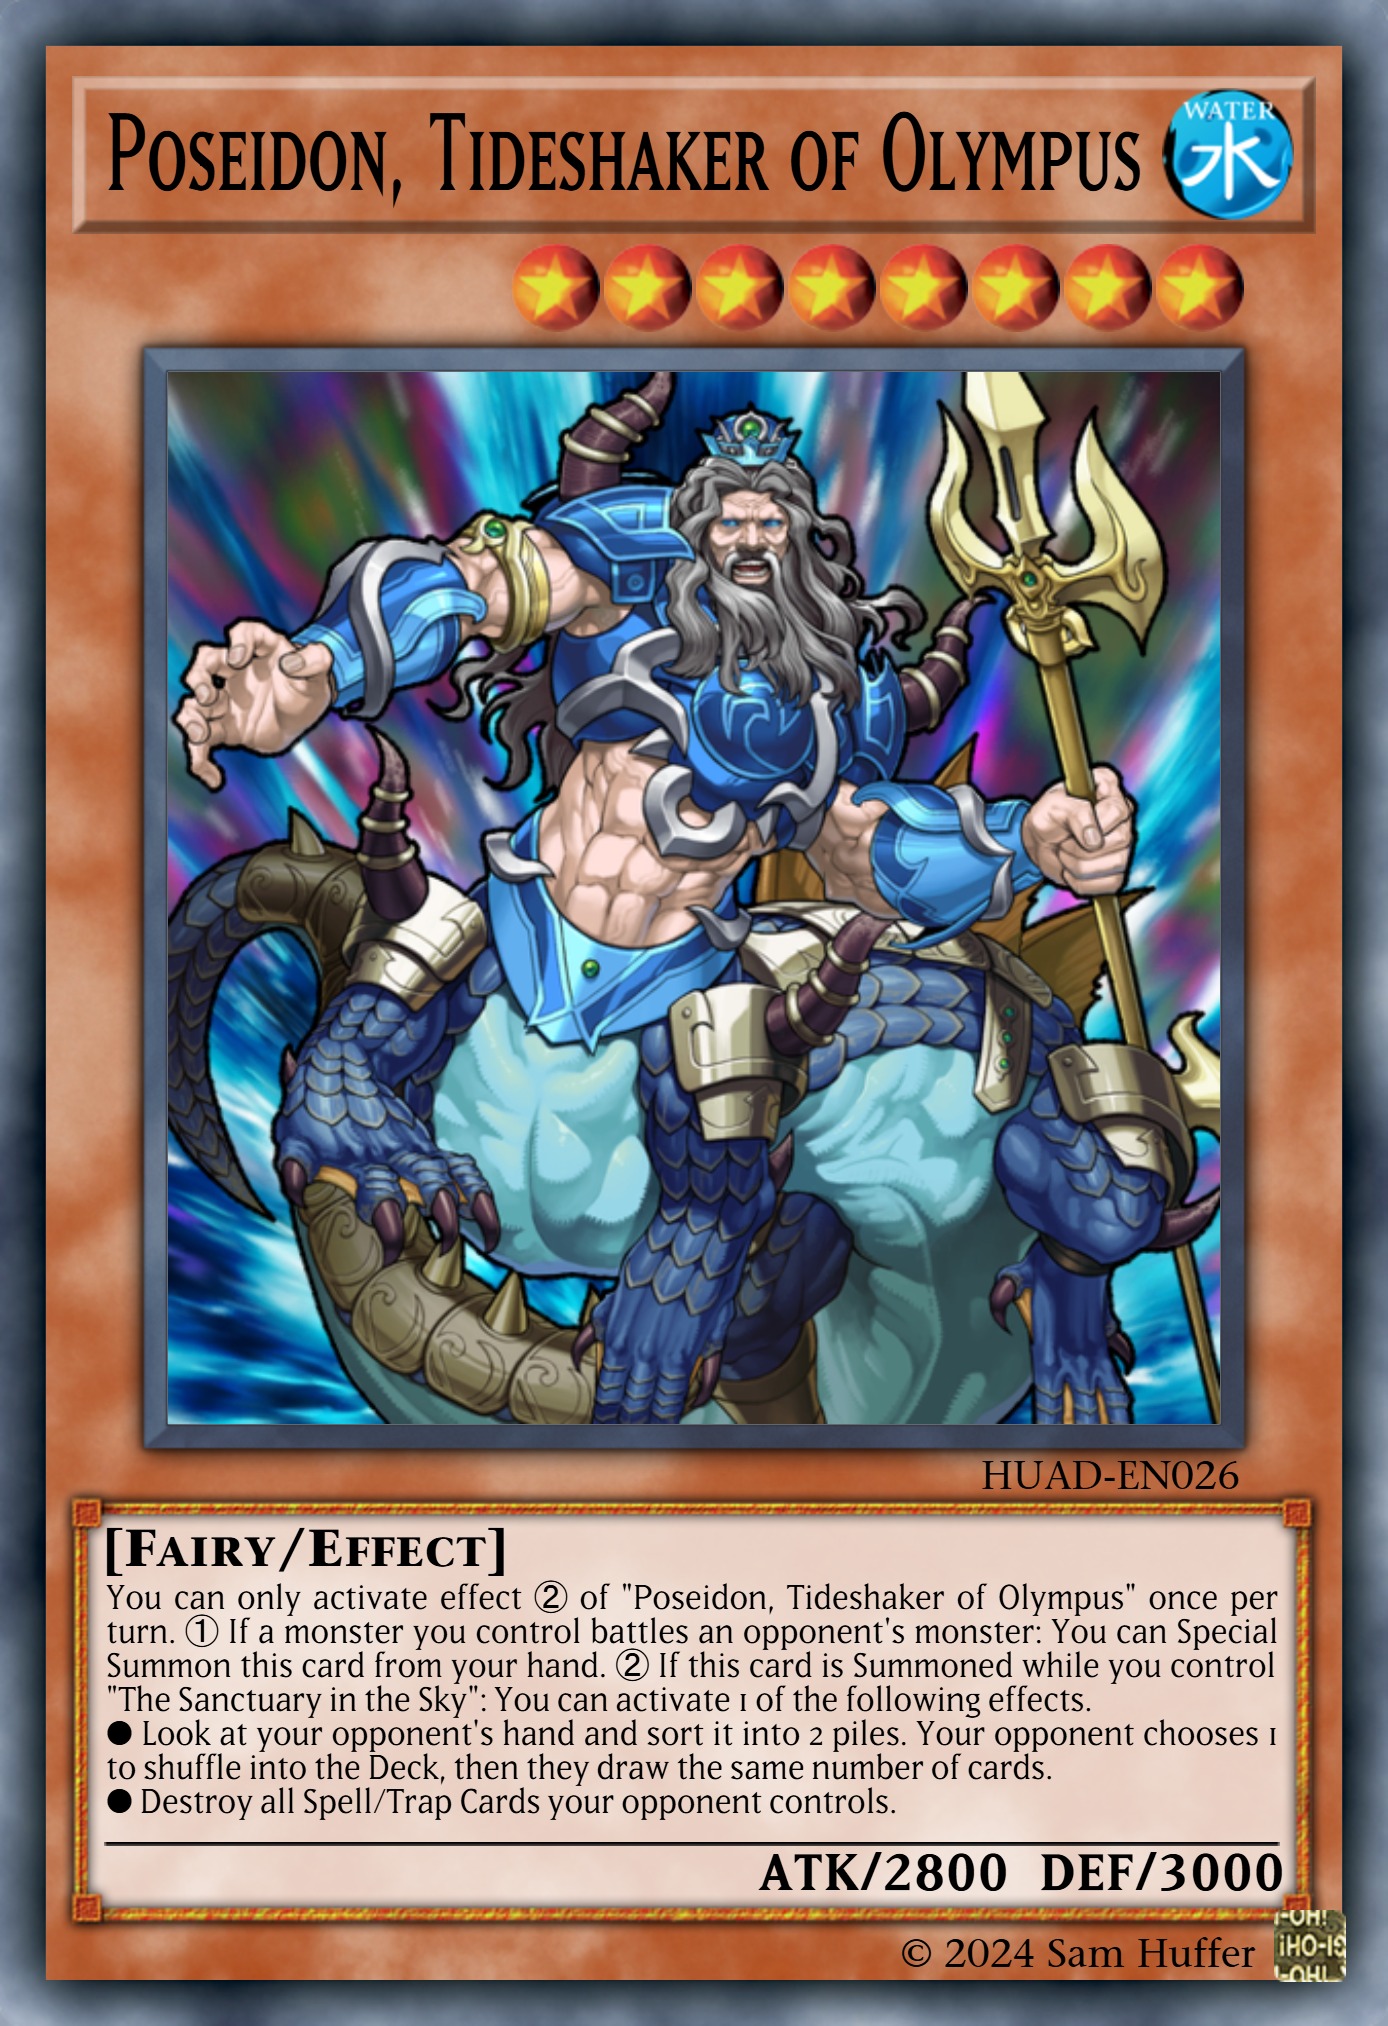 Poseidon, Tideshaker of Olympus
WATER
水
HUAD-EN026
[Fairy/Effect]
You can only activate effect ② of "Poseidon, Tideshaker of Olympus" once per
turn. ① If a monster you control battles an opponent's monster: You can Special
Summon this card from your hand. ② If this card is Summoned while you control
"The Sanctuary in the Sky": You can activate 1 of the following effects.
● Look at your opponent's hand and sort it into 2 piles. Your opponent chooses 1
to shuffle into the Deck, then they draw the same number of cards.
● Destroy all Spell/Trap Cards your opponent controls.
ATK/2800 DEF/3000
© 2024 Sam Huffer